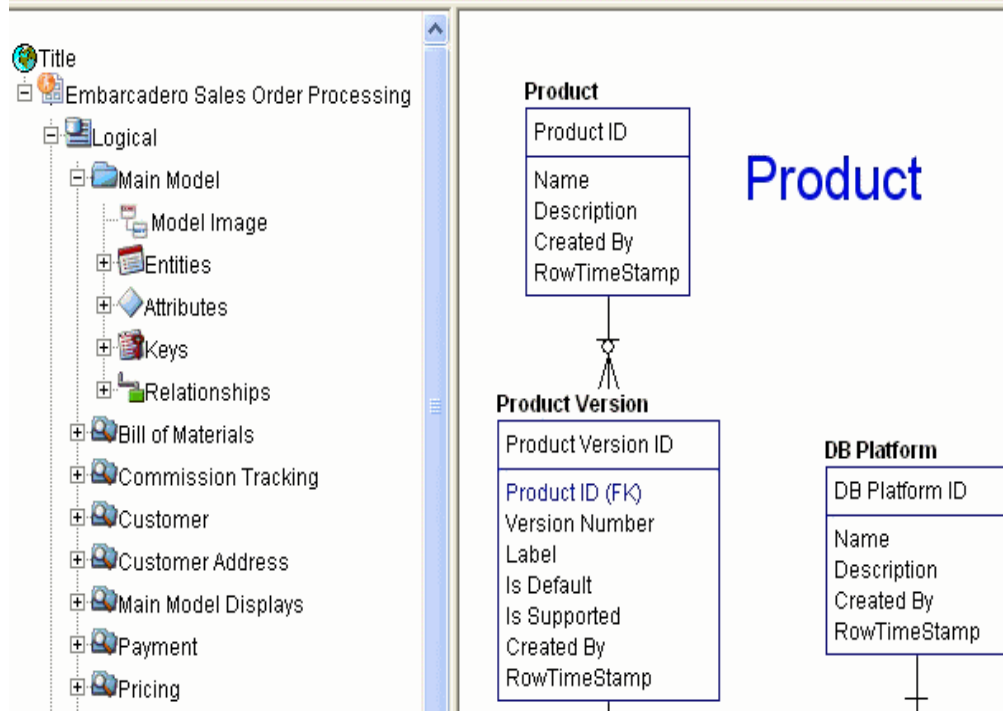 Title
Embarcadero Sales Order Processing
Logical
Main Model
Model Image
Entities
Attributes
Keys
Relationships
Bill of Materials
Commission Tracking
Customer
Customer Address
Main Model Displays
Payment
Pricing
Product
Product ID
Name
Description
Created By
RowTimeStamp
Product
Product Version
Product Version ID
Product ID (FK)
Version Number
Label
Is Default
Is Supported
Created By
RowTimeStamp
DB Platform
DB Platform ID
Name
Description
Created By
RowTimeStamp